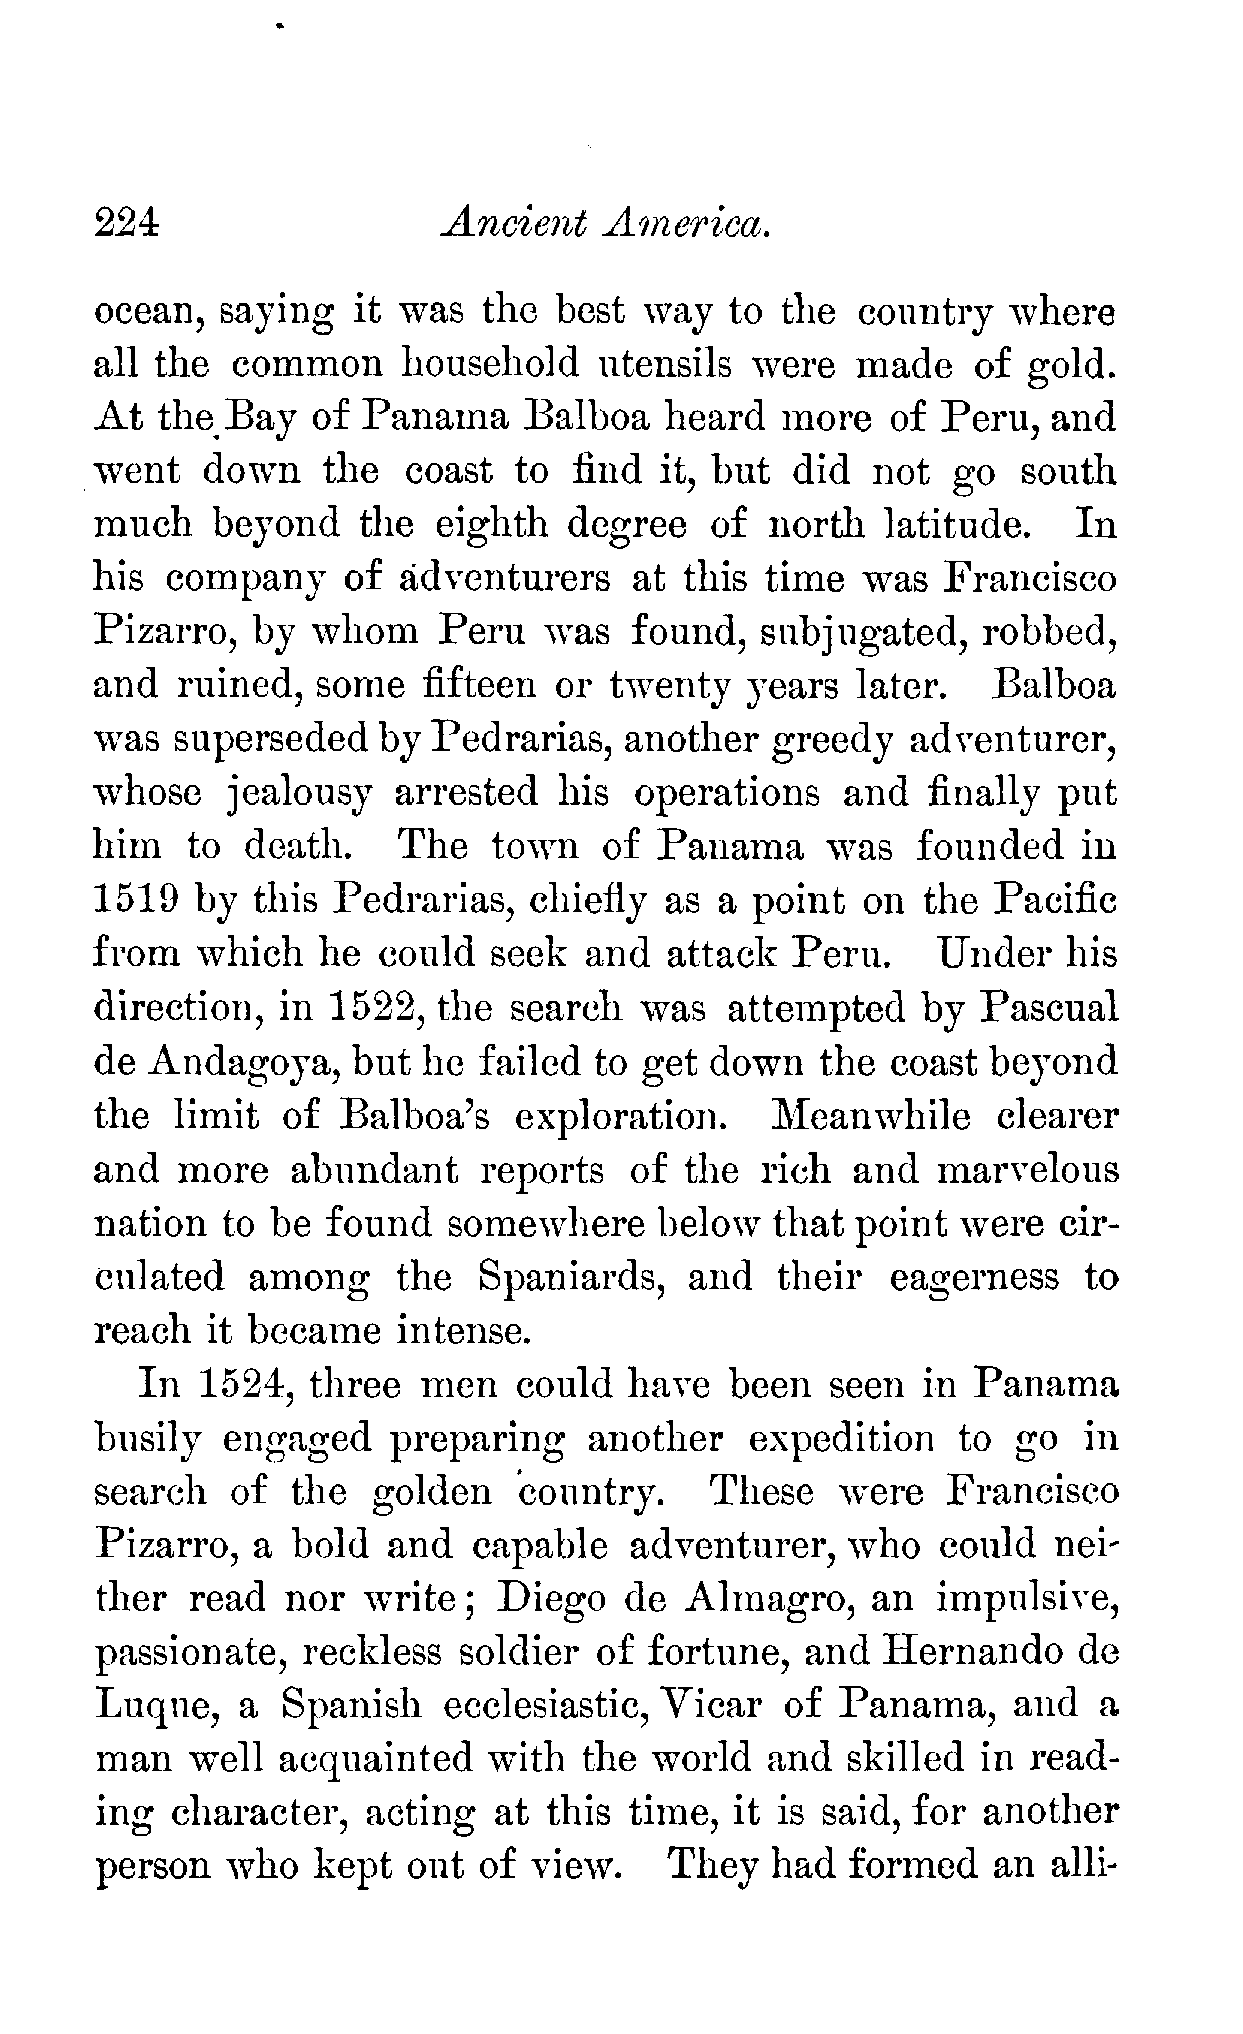 224 Ancient America.
ocean, saying it was the best way to the country where
all the common household utensils were made of gold.
At the Bay of Panama Balboa heard more of Peru, and
went down the coast to find it, but did not go south
much beyond the eighth degree of north latitude. In
his company of adventurers at this time was Francisco
Pizarro, by whom Peru was found, subjugated, robbed,
and ruined, some fifteen or twenty years later. Balboa
was superseded by Pedrarias, another greedy adventurer,
whose jealousy arrested his operations and finally put
him to death. The town of Panama was founded in
1519 by this Pedrarias, chiefly as a point on the Pacific
from which he could seek and attack Peru. Under his
direction, in 1522, the search was attempted by Pascual
de Andagoya, but he failed to get down the coast beyond
the limit of Balboa's exploration. Meanwhile clearer
and more abundant reports of the rich and marvelous
nation to be found somewhere below that point were cir-
culated among the Spaniards, and their eagerness to
reach it became intense.
In 1524, three men could have been seen in Panama
busily engaged preparing another expedition to go in
search of the golden country. These were Francisco
Pizarro, a bold and capable adventurer, who could nei-
ther read nor write; Diego de Almagro, an impulsive,
passionate, reckless soldier of fortune, and Hernando de
Luque, a Spanish ecclesiastic, Vicar of Panama, and a
man well acquainted with the world and skilled in read-
ing character, acting at this time, it is said, for another
person who kept out of view. They had formed an alli-